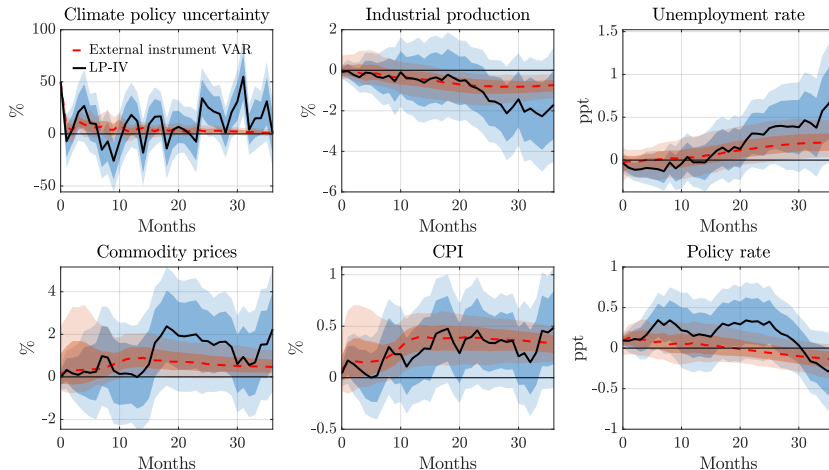 Climate policy uncertainty
100
50
0
-50
%
0 10 20 30
Months
External instrument VAR
LP-IV
Industrial production
2
0
-2
-4
-6
%
0 10 20 30
Months
Unemployment rate
1.5
1
0.5
0
ppt
0 10 20 30
Months
Commodity prices
4
2
0
-2
%
0 10 20 30
Months
CPI
1
0.5
0
-0.5
%
0 10 20 30
Months
Policy rate
1
0.5
0
-0.5
-1
ppt
0 10 20 30
Months